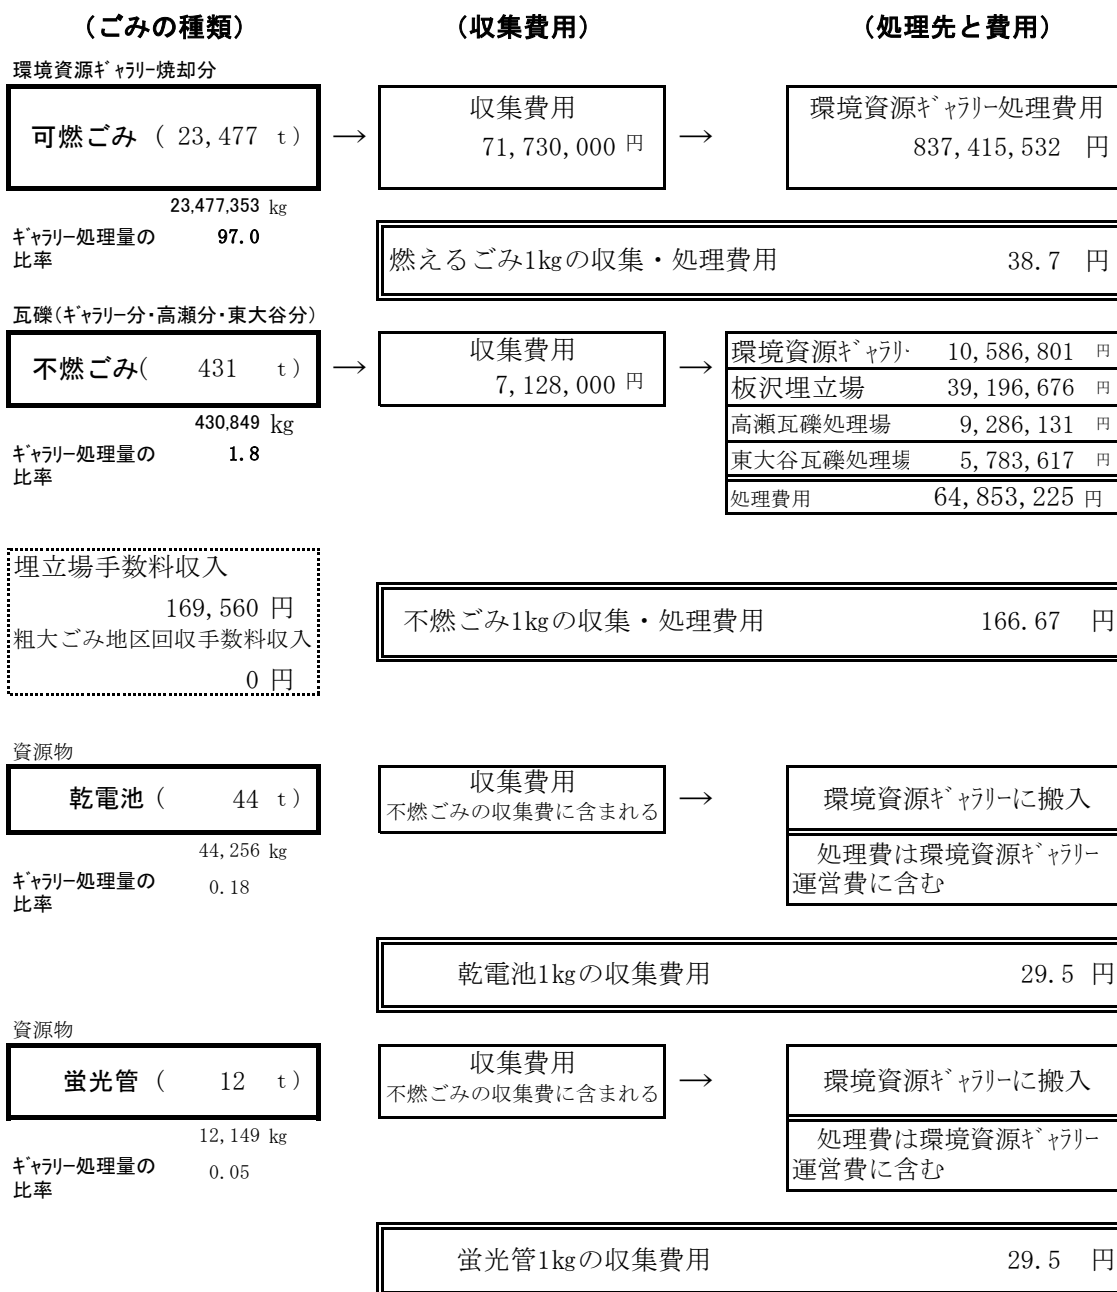 (ごみの種類) (収集費用) (処理先と費用)
環境資源ｷﾞｬﾗﾘｰ焼却分
可燃ごみ ( 23,477 t) → 収集費用 71,730,000 円 → 環境資源ｷﾞｬﾗﾘｰ処理費用 837,415,532 円
23,477,353 kg
ｷﾞｬﾗﾘｰ処理量の比率 97.0
燃えるごみ1kgの収集・処理費用 38.7 円
瓦礫(ｷﾞｬﾗﾘｰ分・高瀬分・東大谷分)
不燃ごみ( 431 t) → 収集費用 7,128,000 円 →
環境資源ｷﾞｬﾗﾘｰ 10,586,801 円
板沢埋立場 39,196,676 円
高瀬瓦礫処理場 9,286,131 円
東大谷瓦礫処理場 5,783,617 円
処理費用 64,853,225 円
430,849 kg
ｷﾞｬﾗﾘｰ処理量の比率 1.8
埋立場手数料収入
169,560 円
粗大ごみ地区回収手数料収入
0 円
不燃ごみ1kgの収集・処理費用 166.67 円
資源物
乾電池 ( 44 t) 収集費用 不燃ごみの収集費に含まれる → 環境資源ｷﾞｬﾗﾘｰに搬入
処理費は環境資源ｷﾞｬﾗﾘｰ
運営費に含む
44,256 kg
ｷﾞｬﾗﾘｰ処理量の比率 0.18
乾電池1kgの収集費用 29.5 円
資源物
蛍光管 ( 12 t) 収集費用 不燃ごみの収集費に含まれる → 環境資源ｷﾞｬﾗﾘｰに搬入
処理費は環境資源ｷﾞｬﾗﾘｰ
運営費に含む
12,149 kg
ｷﾞｬﾗﾘｰ処理量の比率 0.05
蛍光管1kgの収集費用 29.5 円